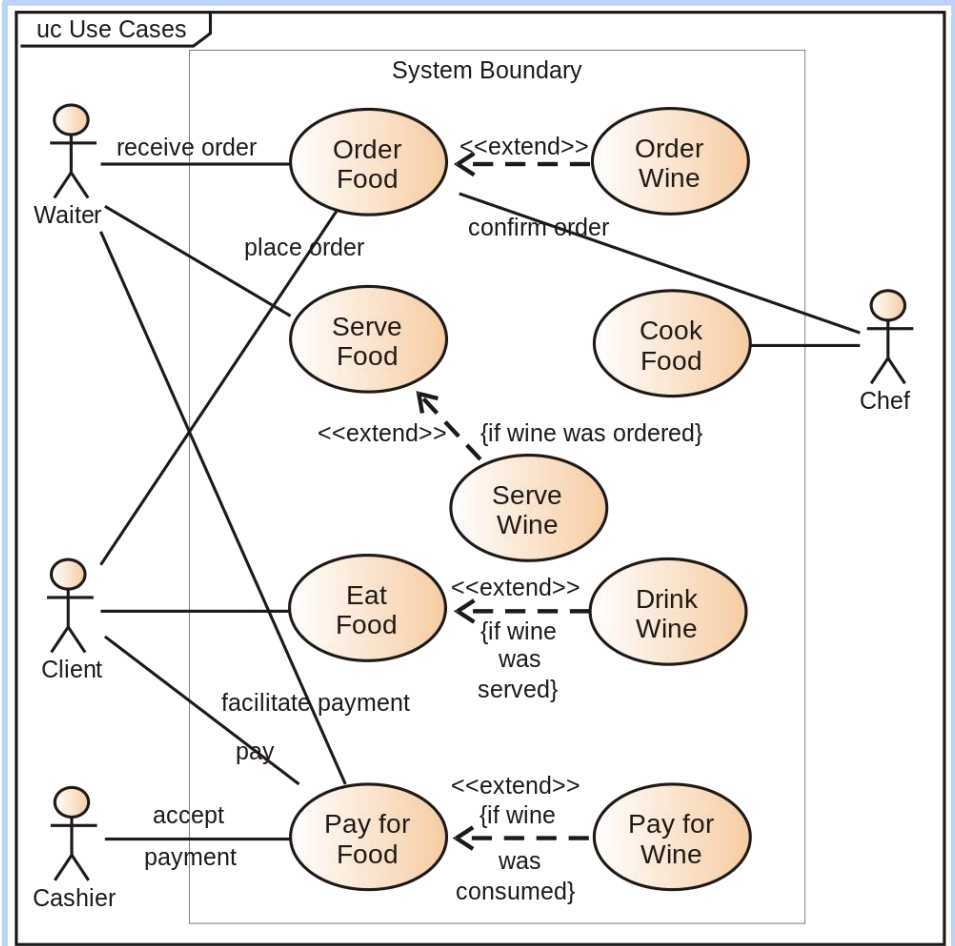 uc Use Cases
System Boundary
receive order
Order
Food
<<extend>>
Order
Wine
Waiter
confirm order
place order
Serve
Food
Cook
Food
Chef
<<extend>>
{if wine was ordered}
Serve
Wine
Eat
Food
<<extend>>
{if wine
was
served}
Drink
Wine
Client
facilitate payment
pay
accept
payment
Pay for
Food
<<extend>>
{if wine
was
consumed}
Pay for
Wine
Cashier